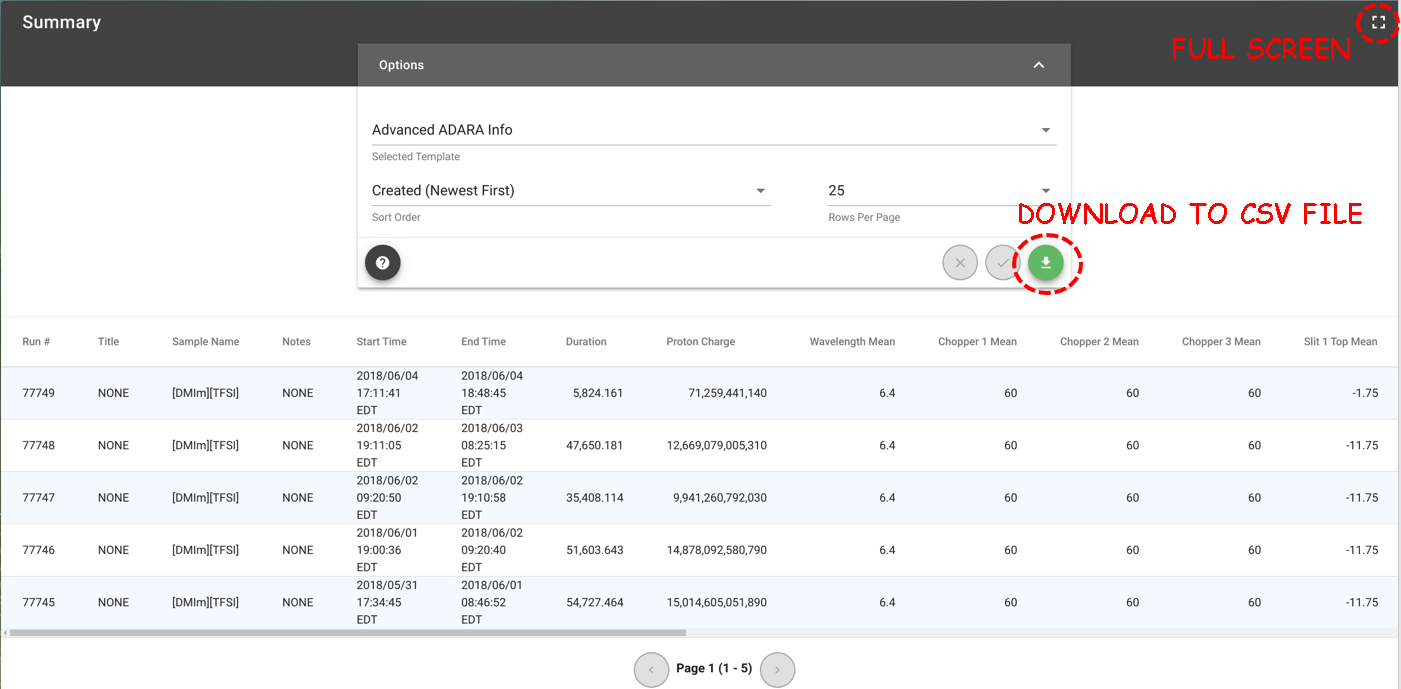 Summary
FULL SCREEN
Options
Advanced ADARA Info
Selected Template
Created (Newest First) 25
Sort Order Rows Per Page
DOWNLOAD TO CSV FILE
Run # Title Sample Name Notes Start Time End Time Duration Proton Charge Wavelength Mean Chopper 1 Mean Chopper 2 Mean Chopper 3 Mean Slit 1 Top Mean
2018/06/04 2018/06/04
77749 NONE [DMIm][TFSI] NONE 17:11:41 18:48:45 5,824.161 71,259,441,140 6.4 60 60 60 -1.75
EDT EDT
2018/06/02 2018/06/03
77748 NONE [DMIm][TFSI] NONE 19:11:05 08:25:15 47,650.181 12,669,079,005,310 6.4 60 60 60 -11.75
EDT EDT
2018/06/02 2018/06/02
77747 NONE [DMIm][TFSI] NONE 09:20:50 19:10:58 35,408.114 9,941,260,792,030 6.4 60 60 60 -11.75
EDT EDT
2018/06/01 2018/06/02
77746 NONE [DMIm][TFSI] NONE 19:00:36 09:20:40 51,603.643 14,878,092,580,790 6.4 60 60 60 -11.75
EDT EDT
2018/05/31 2018/06/01
77745 NONE [DMIm][TFSI] NONE 17:34:45 08:46:52 54,727.464 15,014,605,051,890 6.4 60 60 60 -11.75
EDT EDT
Page 1 (1 - 5)